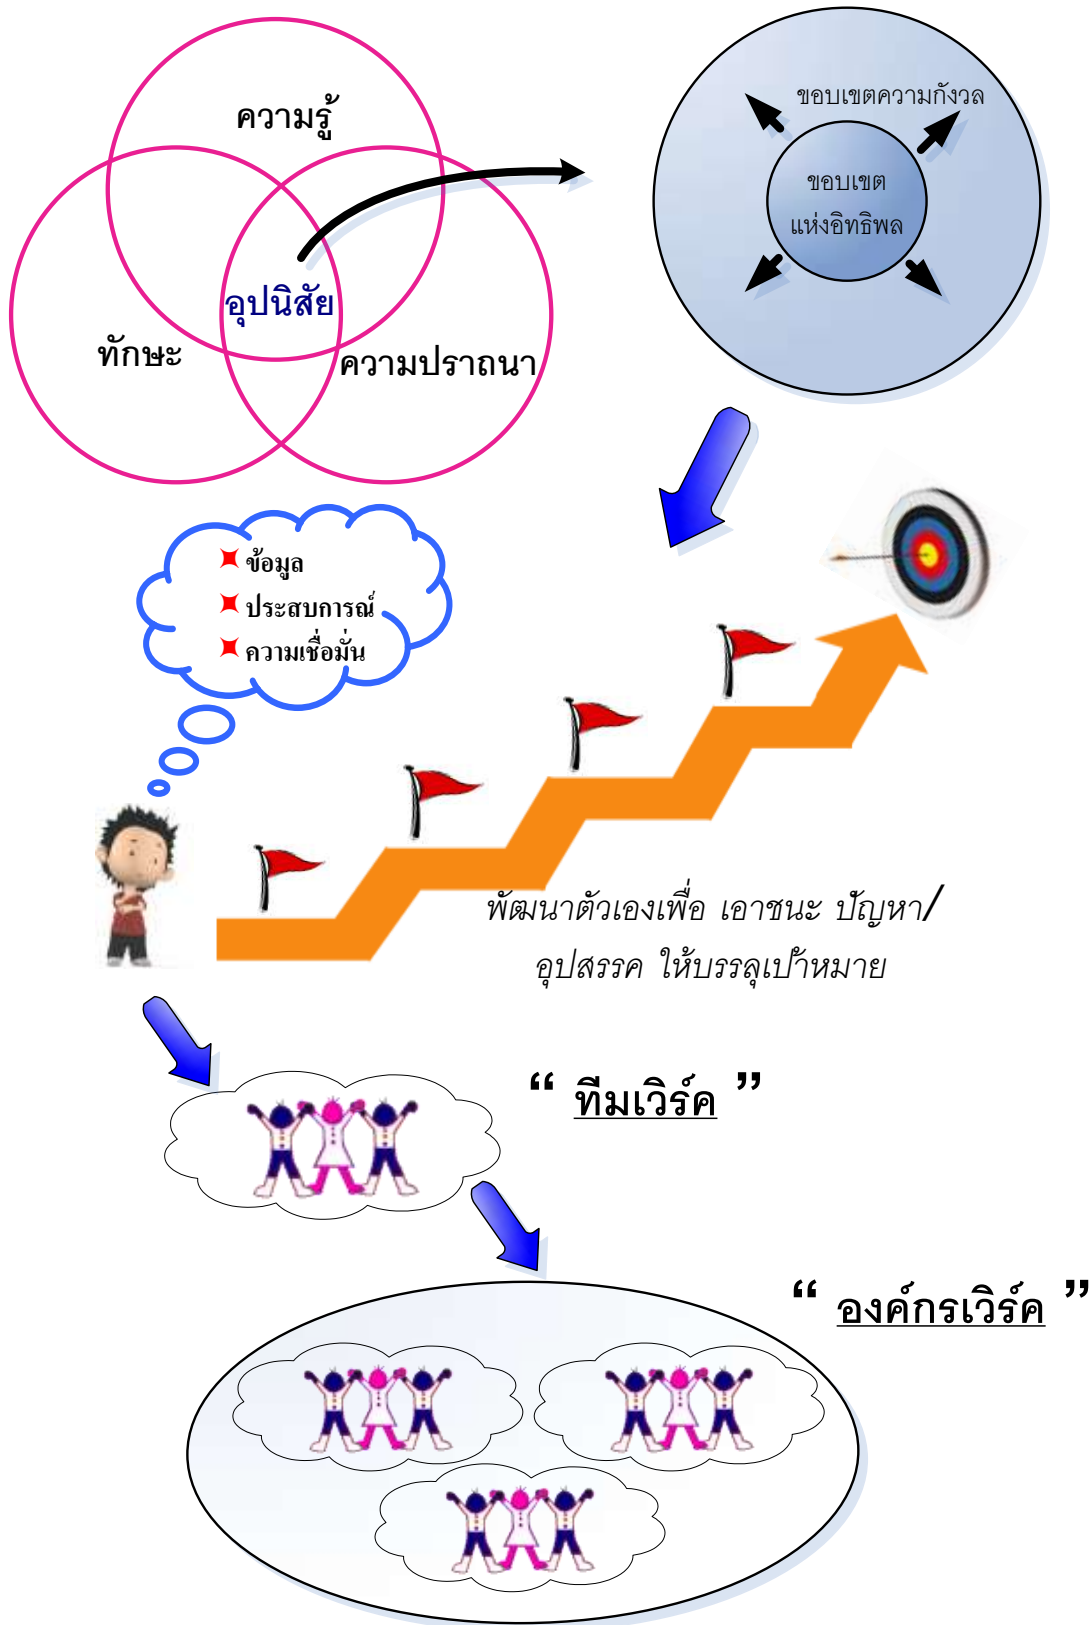 ความรู้
อุปนิสัย
ทักษะ
ความปราถนา
ขอบเขตความกังวล
ขอบเขต
แห่งอิทธิพล
ข้อมูล
ประสบการณ์
ความเชื่อมั่น
พัฒนาตัวเองเพื่อ เอาชนะ ปัญหา/
อุปสรรค ให้บรรลุเป้าหมาย
“ ทีมเวิร์ค ”
“ องค์กรเวิร์ค ”